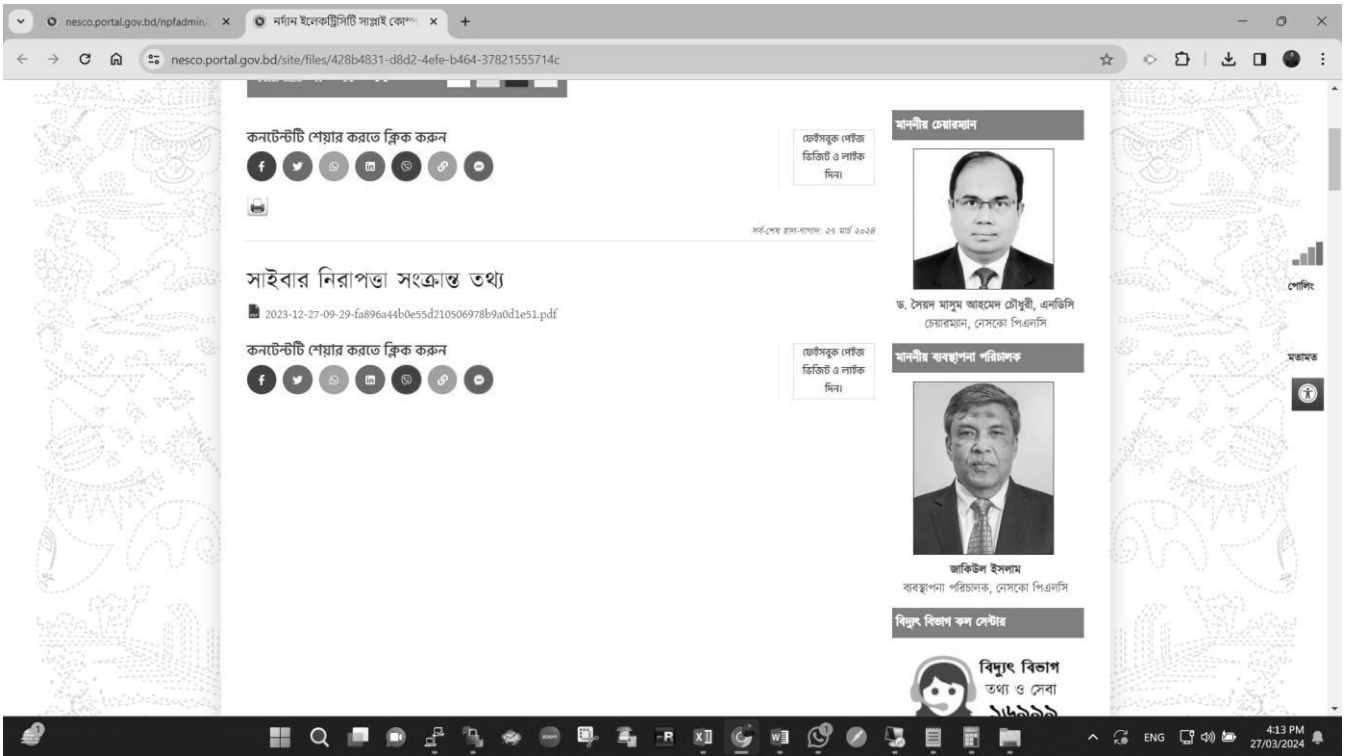 nesco.portal.gov.bd/npfadmin/
নর্দান ইলেকট্রিসিটি সাপ্লাই কোম্প
nesco.portal.gov.bd/site/files/428b4831-d8d2-4efe-b464-37821555714c
কনটেন্টটি শেয়ার করতে ক্লিক করুন
ফেইসবুক পেইজ
ভিজিট ও লাইক
দিন।
সর্ব-শেষ হাল-নাগাদ: ২৭ মার্চ ২০২৪
সাইবার নিরাপত্তা সংক্রান্ত তথ্য
2023-12-27-09-29-fa896a44b0e55d210506978b9a0d1e51.pdf
কনটেন্টটি শেয়ার করতে ক্লিক করুন
ফেইসবুক পেইজ
ভিজিট ও লাইক
দিন।
মাননীয় চেয়ারম্যান
ড. সৈয়দ মাসুম আহমেদ চৌধুরী, এনডিসি
চেয়ারম্যান, নেসকো পিএলসি
মাননীয় ব্যবস্থাপনা পরিচালক
জাকিউল ইসলাম
ব্যবস্থাপনা পরিচালক, নেসকো পিএলসি
বিদ্যুৎ বিভাগ কল সেন্টার
বিদ্যুৎ বিভাগ
তথ্য ও সেবা
১৬৯৯৯
পোলিং
মতামত
zoom
ENG
4:13 PM
27/03/2024